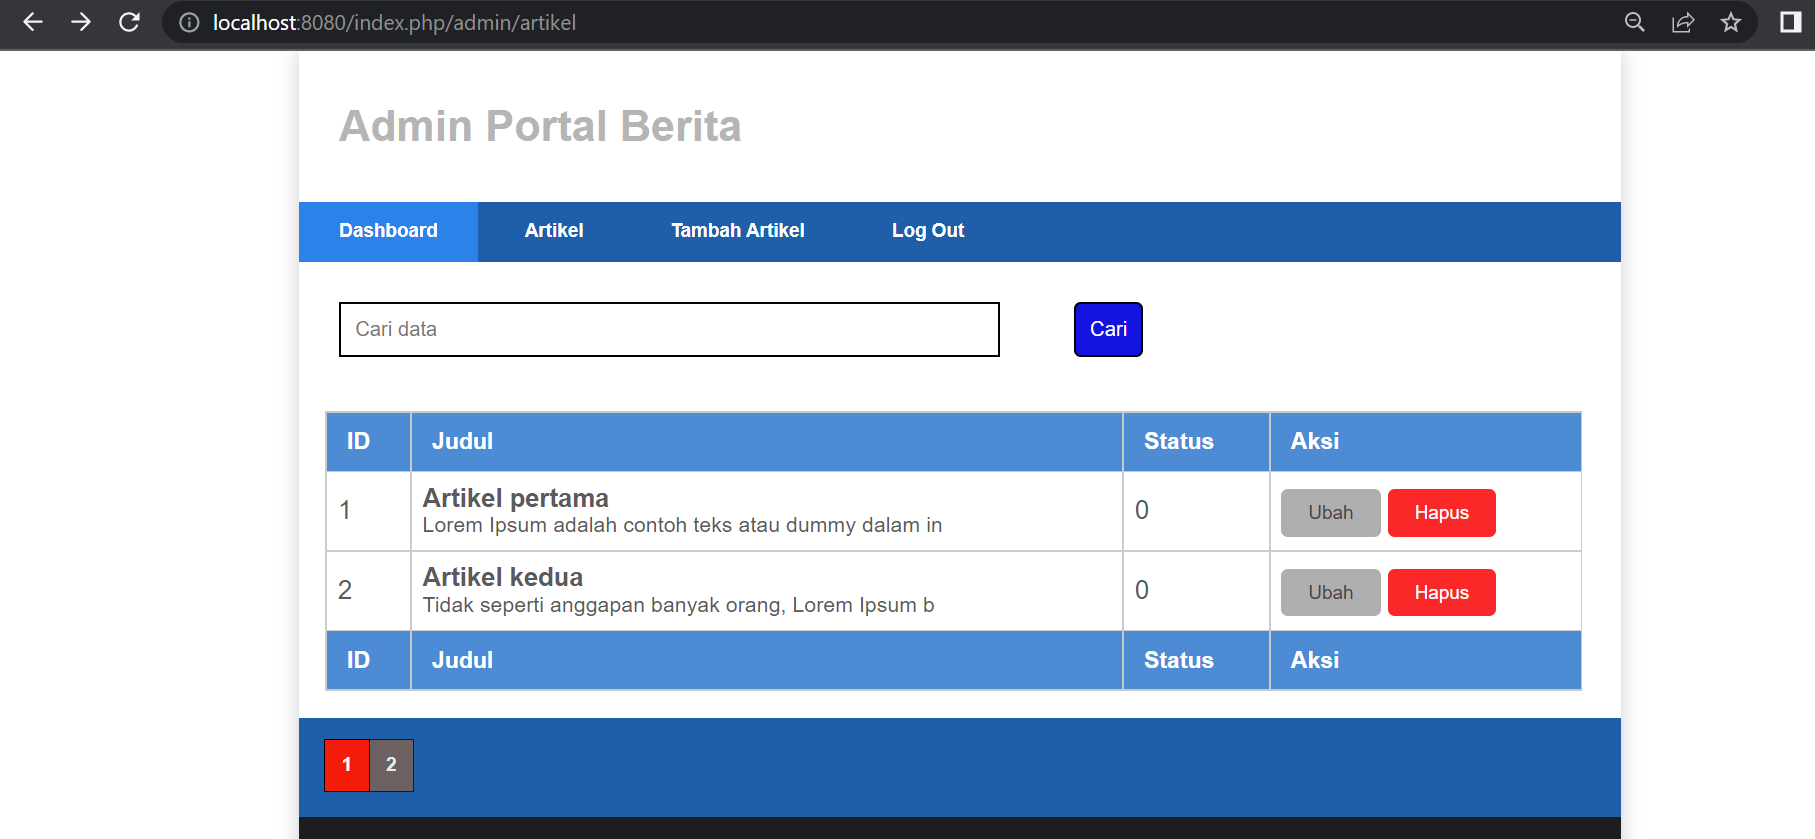 localhost:8080/index.php/admin/artikel
Admin Portal Berita
Dashboard Artikel Tambah Artikel Log Out
Cari data Cari
ID Judul Status Aksi
1 Artikel pertama 0 Ubah Hapus
Lorem Ipsum adalah contoh teks atau dummy dalam in
2 Artikel kedua 0 Ubah Hapus
Tidak seperti anggapan banyak orang, Lorem Ipsum b
ID Judul Status Aksi
1 2